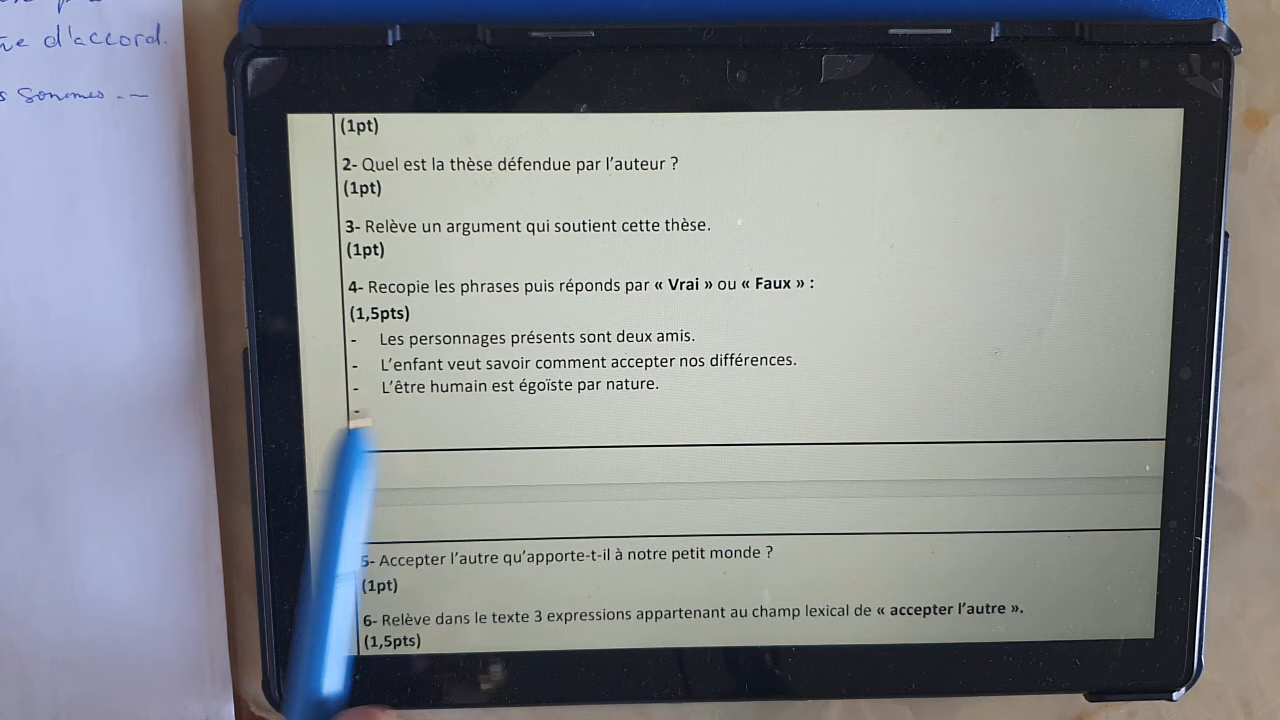 d'accord.
(1pt)
2- Quel est la thèse défendue par l'auteur ?
(1pt)
3- Relève un argument qui soutient cette thèse.
(1pt)
4- Recopie les phrases puis réponds par « Vrai » ou « Faux » :
(1,5pts)
- Les personnages présents sont deux amis.
- L'enfant veut savoir comment accepter nos différences.
- L'être humain est égoïste par nature.
-
5- Accepter l'autre qu'apporte-t-il à notre petit monde ?
(1pt)
6- Relève dans le texte 3 expressions appartenant au champ lexical de « accepter l'autre ».
(1,5pts)